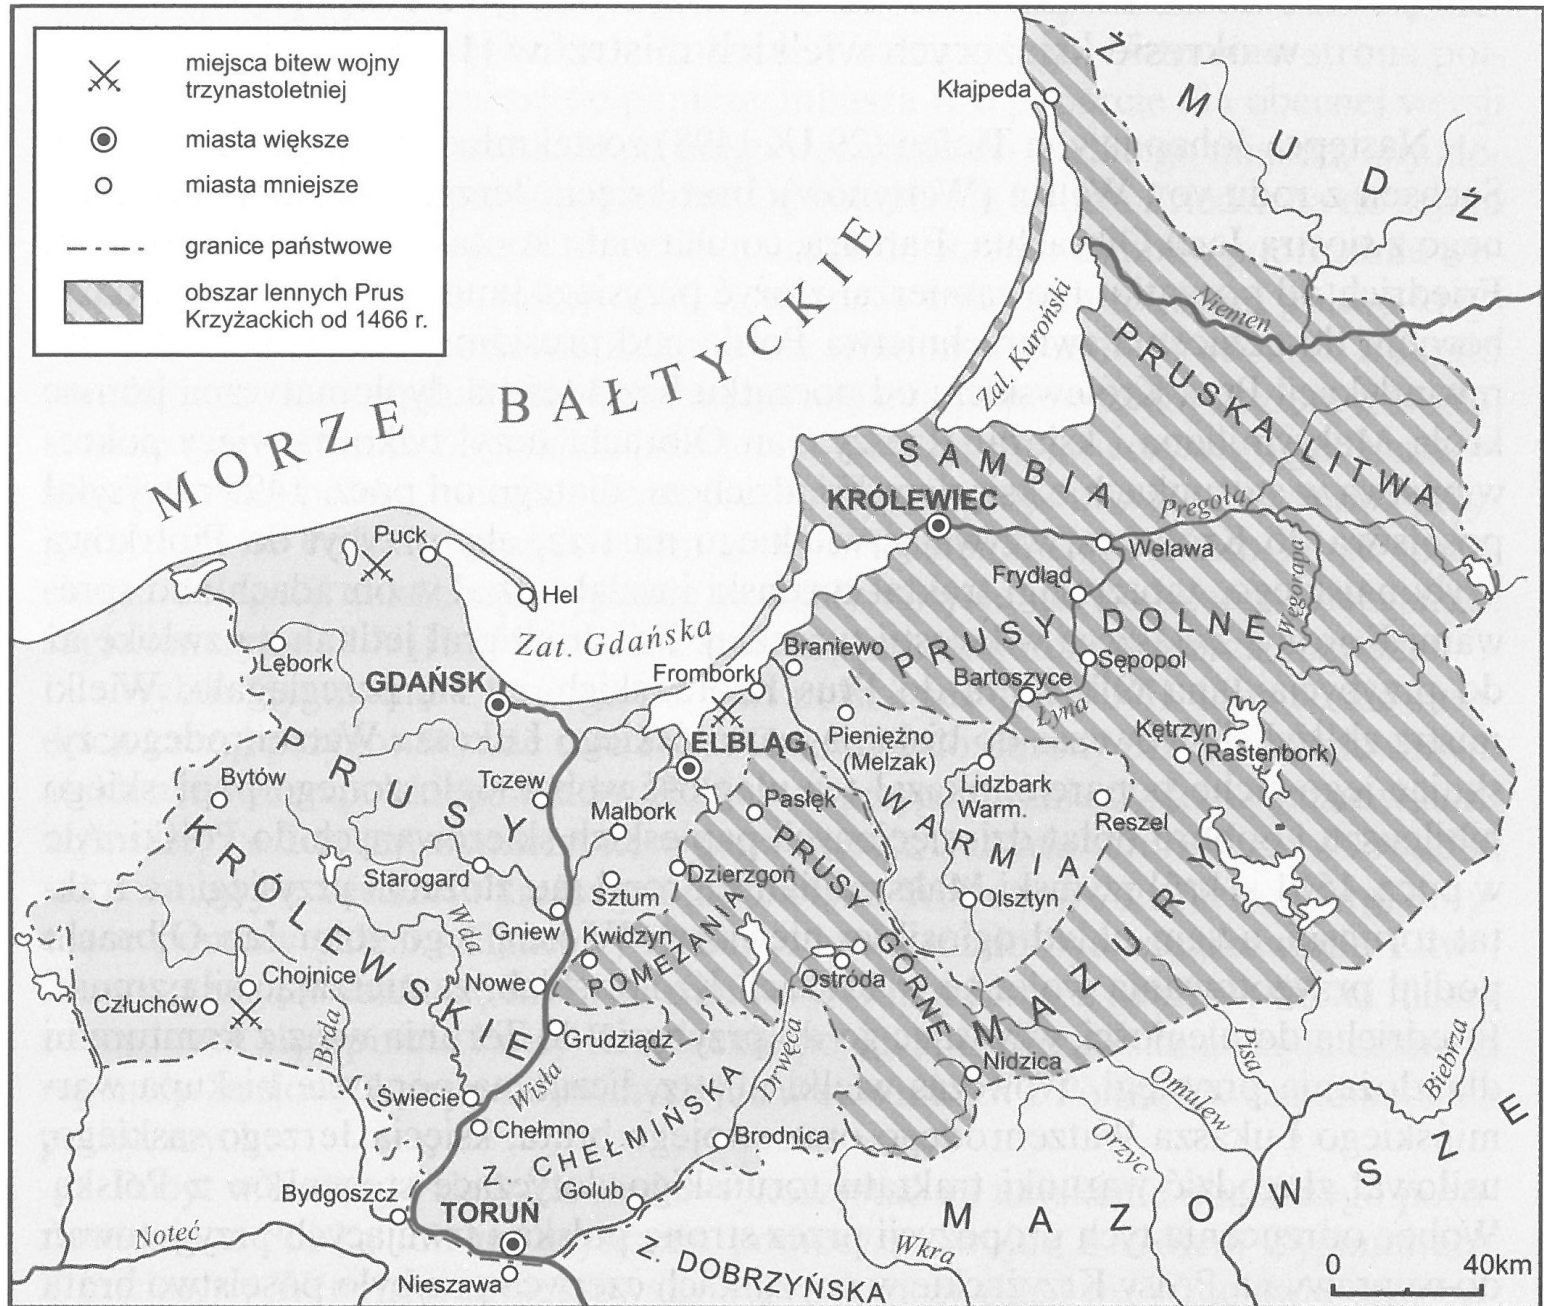 miejsca bitew wojny
trzynastoletniej
miasta większe
miasta mniejsze
granice państwowe
obszar lennych Prus
Krzyżackich od 1466 r.
MORZE BAŁTYCKIE
ŻMUDŹ
Kłajpeda
Zal. Kuroński
Niemen
PRUSKA LITWA
SAMBIA
KRÓLEWIEC
Pregoła
Welawa
Frydląd
Węgorapa
PRUSY DOLNE
Sępopol
Bartoszyce
Łyna
Puck
Hel
Zat. Gdańska
Lębork
GDAŃSK
Frombork
Braniewo
ELBLĄG
Pieniężno
(Melzak)
Kętrzyn
(Rastenbork)
Lidzbark
Warm.
Reszel
Bytów
Tczew
Malbork
Pasłęk
PRUSY GÓRNE
WARMIA
PRUSY KRÓLEWSKIE
Starogard
Sztum
Dzierzgoń
Olsztyn
Wda
Gniew
Kwidzyn
POMEZANIA
Ostróda
MAZURY
Chojnice
Człuchów
Nowe
Brda
Grudziądz
Drwęca
Nidzica
Pisa
Omulew
Biebrza
Orzyc
Świecie
Wisła
Chełmno
Z. CHEŁMIŃSKA
Brodnica
Bydgoszcz
TORUŃ
Golub
Noteć
Nieszawa
Z. DOBRZYŃSKA
Wkra
MAZOWSZE
0 40km